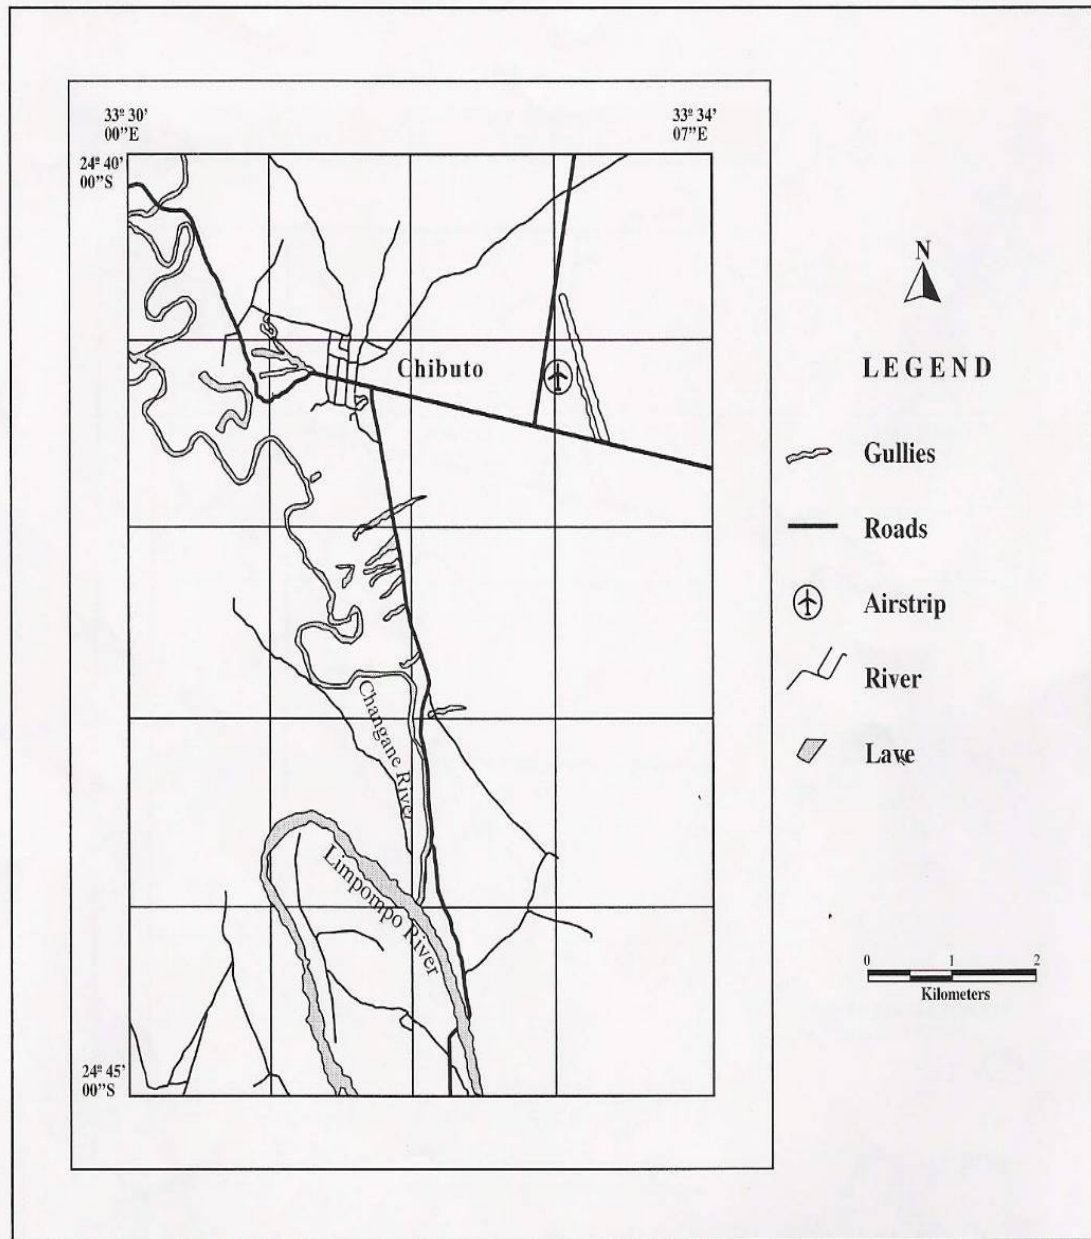 33º 30'
00"E
33º 34'
07"E
24º 40'
00"S
N
LEGEND
Chibuto
Gullies
Roads
Airstrip
River
Changane River
Lave
Limpompo River
0 1 2
Kilometers
24º 45'
00"S